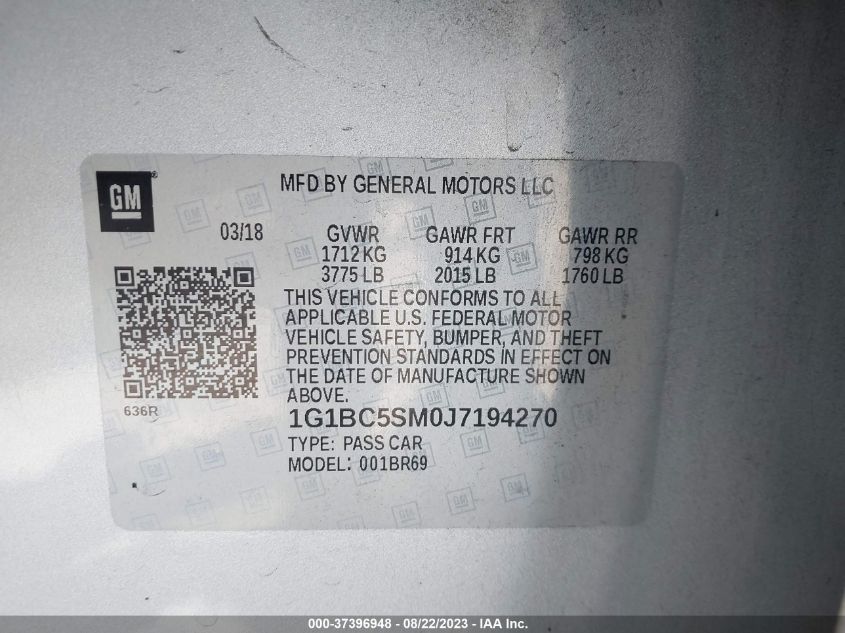 GM ®
MFD BY GENERAL MOTORS LLC
03/18 GVWR GAWR FRT GAWR RR
1712 KG 914 KG 798 KG
3775 LB 2015 LB 1760 LB
THIS VEHICLE CONFORMS TO ALL
APPLICABLE U.S. FEDERAL MOTOR
VEHICLE SAFETY, BUMPER, AND THEFT
PREVENTION STANDARDS IN EFFECT ON
THE DATE OF MANUFACTURE SHOWN
ABOVE.
636R
1G1BC5SM0J7194270
TYPE: PASS CAR
MODEL: 001BR69
000-37396948 - 08/22/2023 - IAA Inc.